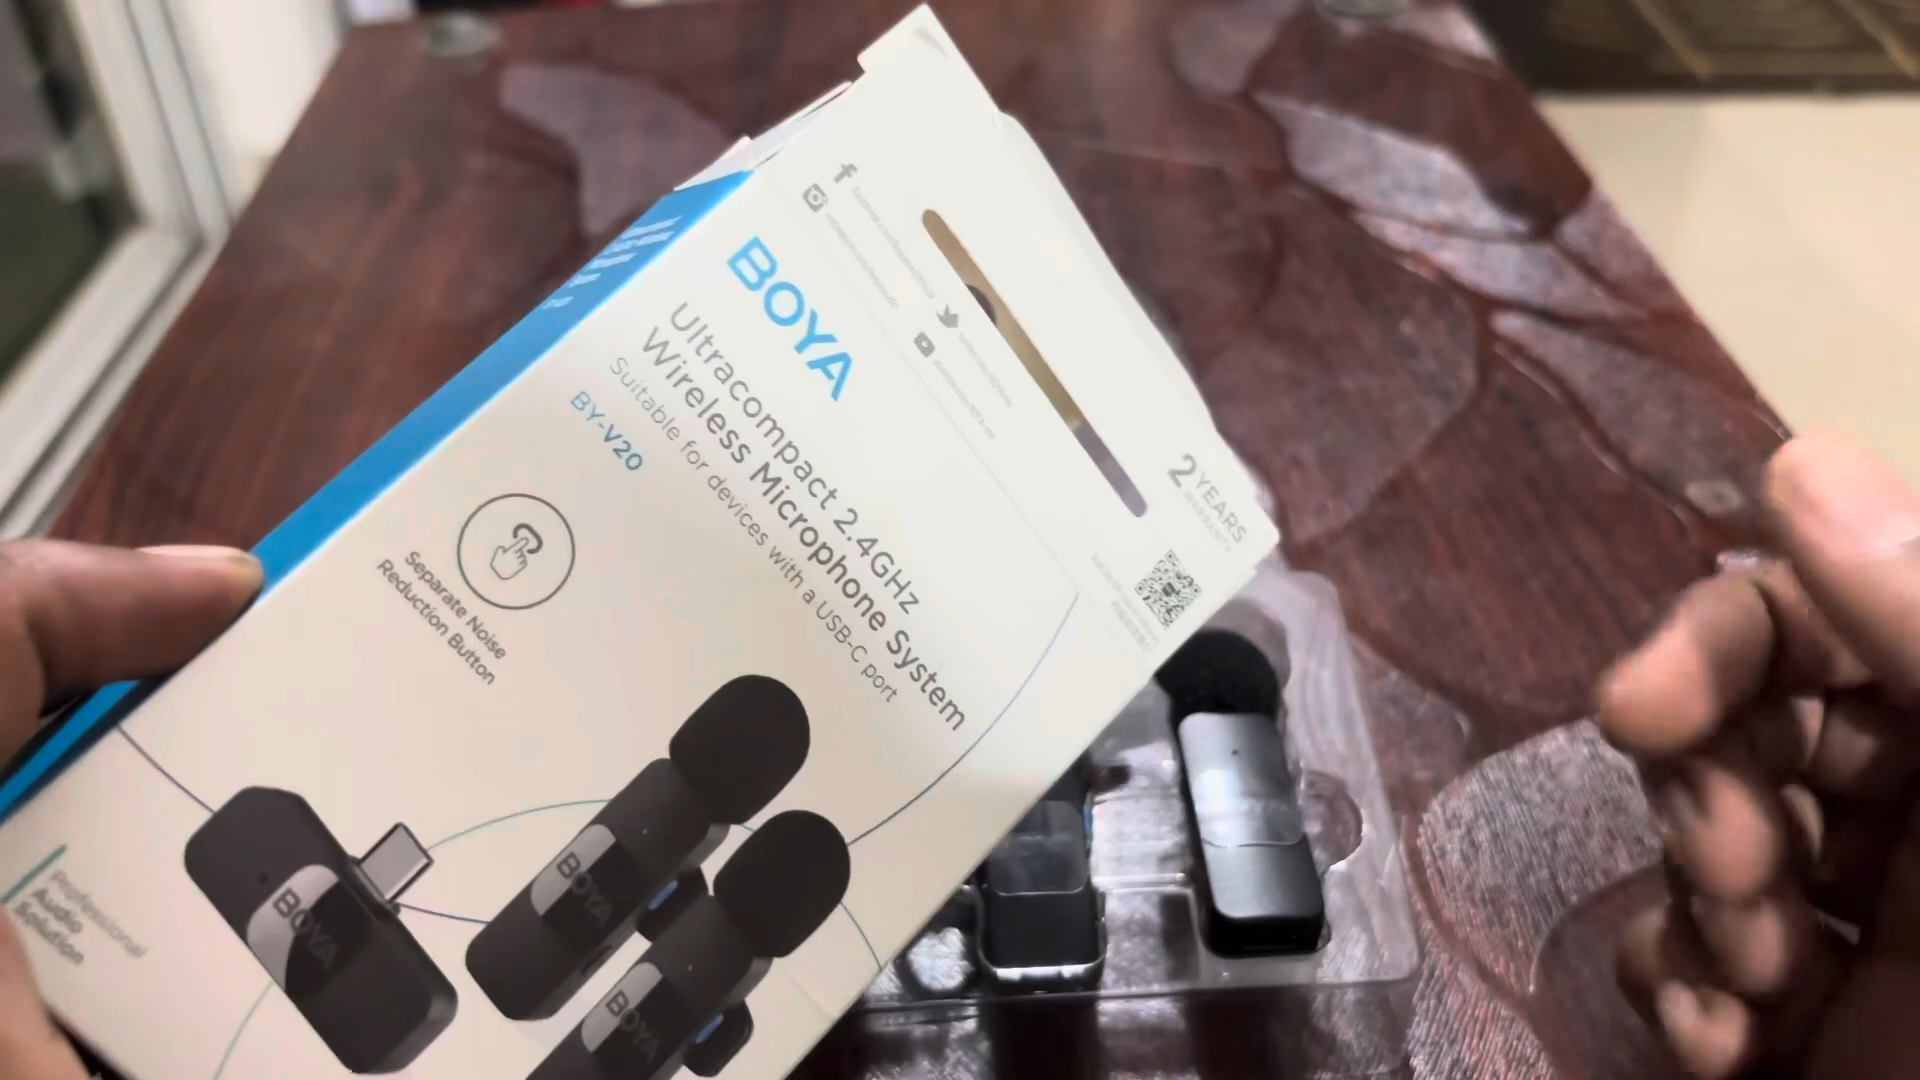 BOYA
Ultracompact 2.4GHz
Wireless Microphone System
Suitable for devices with a USB-C port
BY-V20
2 YEARS
WARRANTY
Separate Noise
Reduction Button
BOYA
BOYA
BOYA
Professional
Audio
Solution